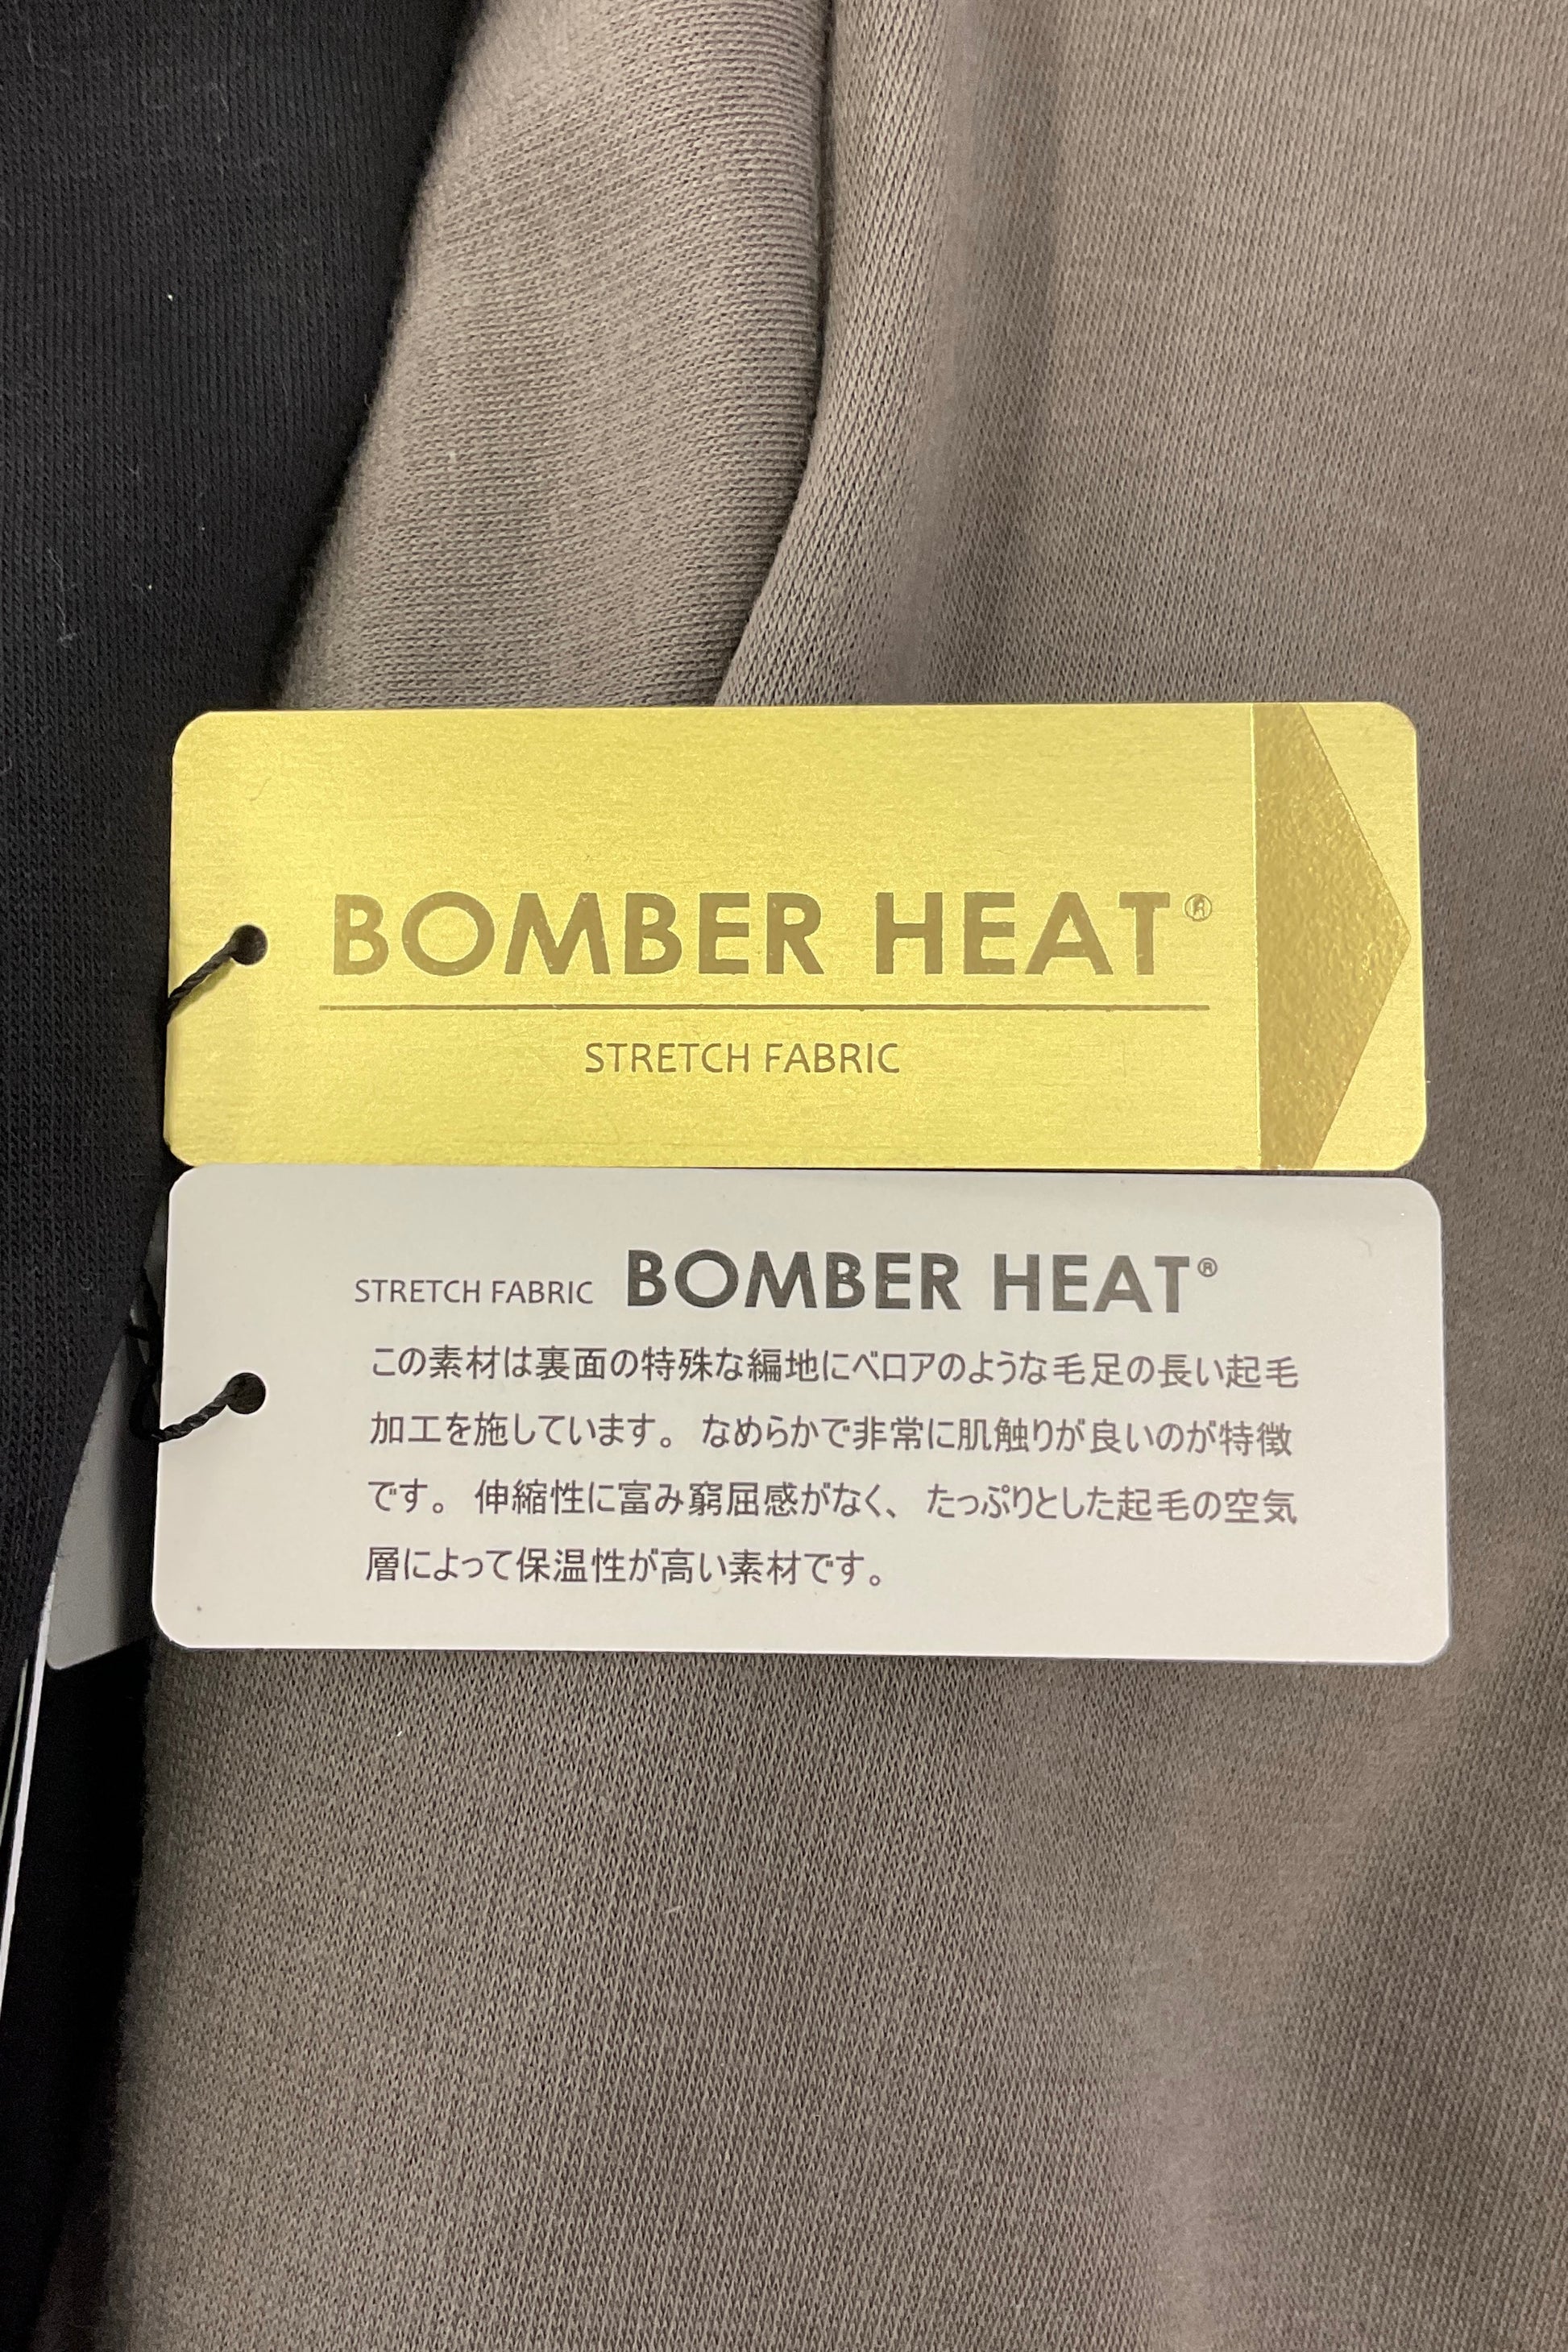 BOMBER HEAT®
STRETCH FABRIC
STRETCH FABRIC BOMBER HEAT®
この素材は裏面の特殊な編地にベロアのような毛足の長い起毛
加工を施しています。なめらかで非常に肌触りが良いのが特徴
です。伸縮性に富み窮屈感がなく、たっぷりとした起毛の空気
層によって保温性が高い素材です。